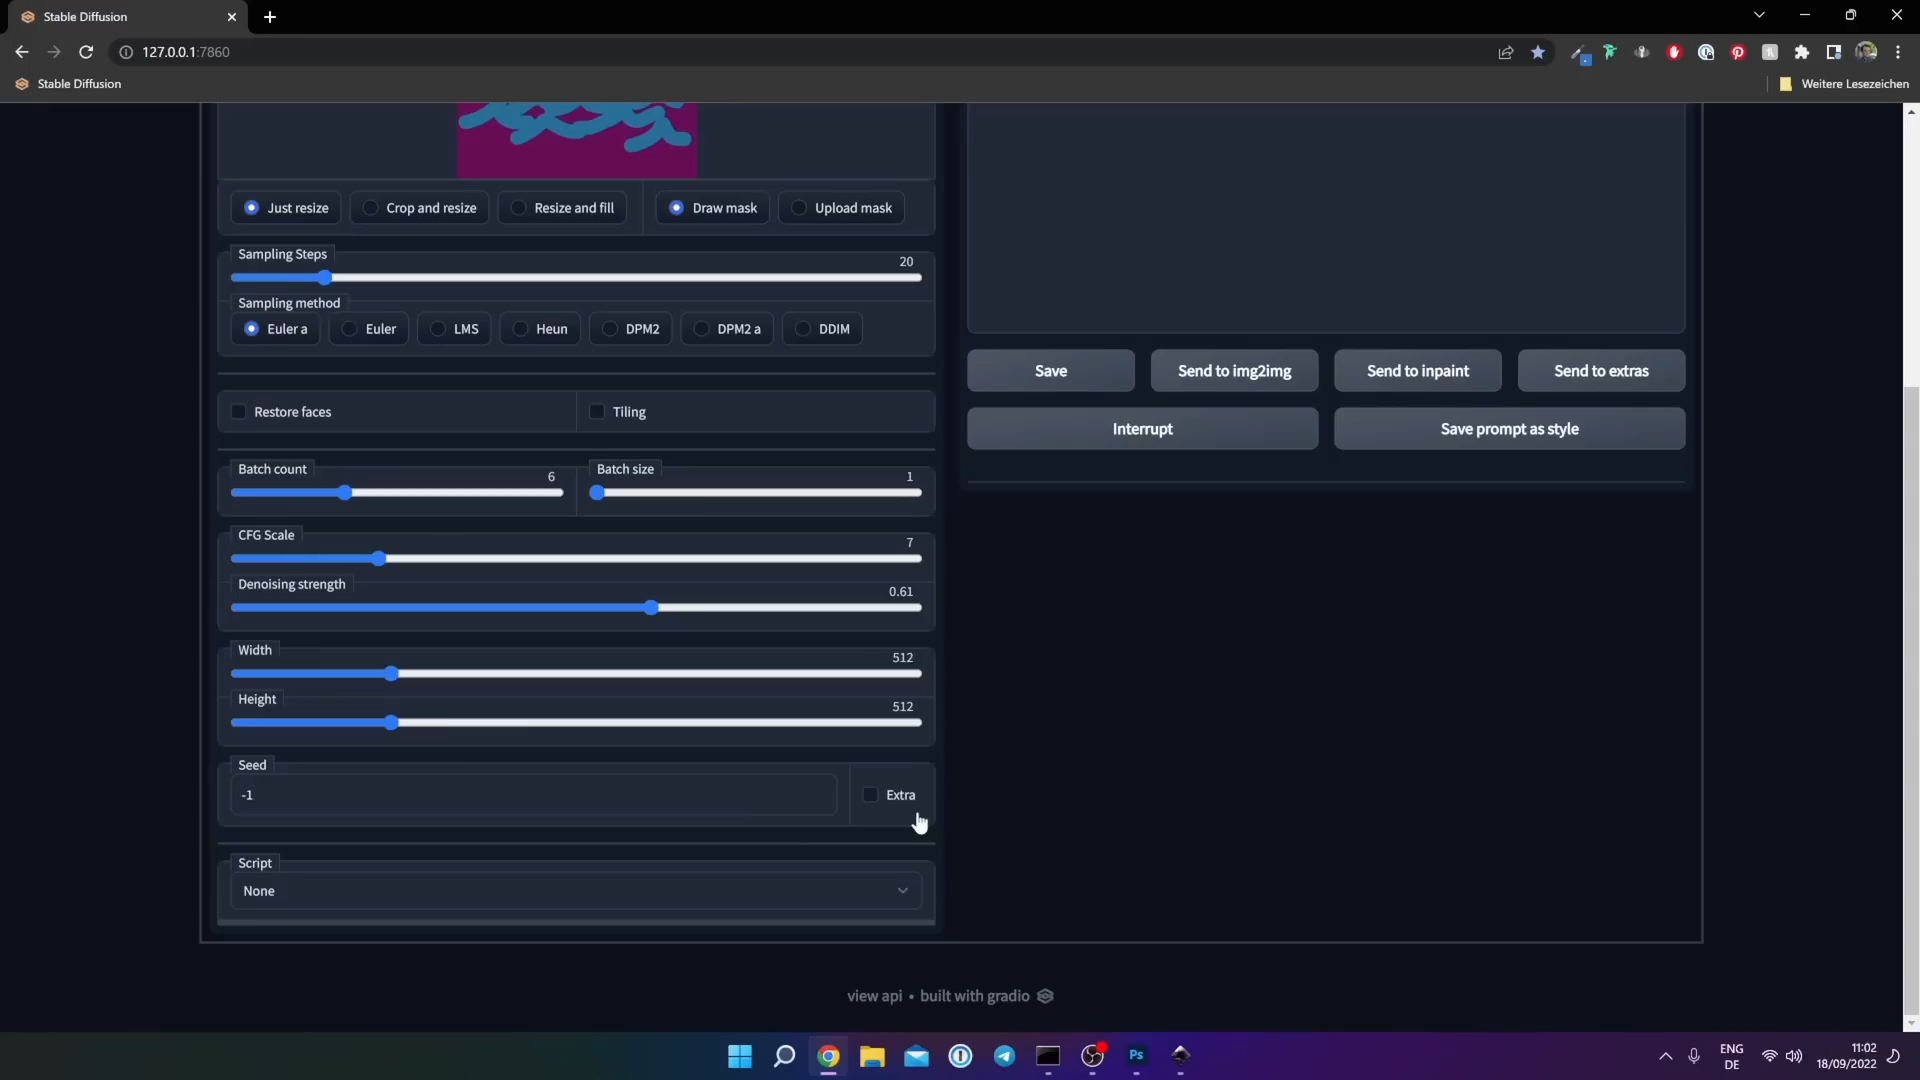 Stable Diffusion
127.0.0.1:7860
Stable Diffusion
Weitere Lesezeichen
Just resize
Crop and resize
Resize and fill
Draw mask
Upload mask
Sampling Steps
20
Sampling method
Euler a
Euler
LMS
Heun
DPM2
DPM2 a
DDIM
Restore faces
Tiling
Batch count
6
Batch size
1
CFG Scale
7
Denoising strength
0.61
Width
512
Height
512
Seed
-1
Extra
Script
None
Save
Send to img2img
Send to inpaint
Send to extras
Interrupt
Save prompt as style
view api • built with gradio
Ps
ENG
DE
11:02
18/09/2022